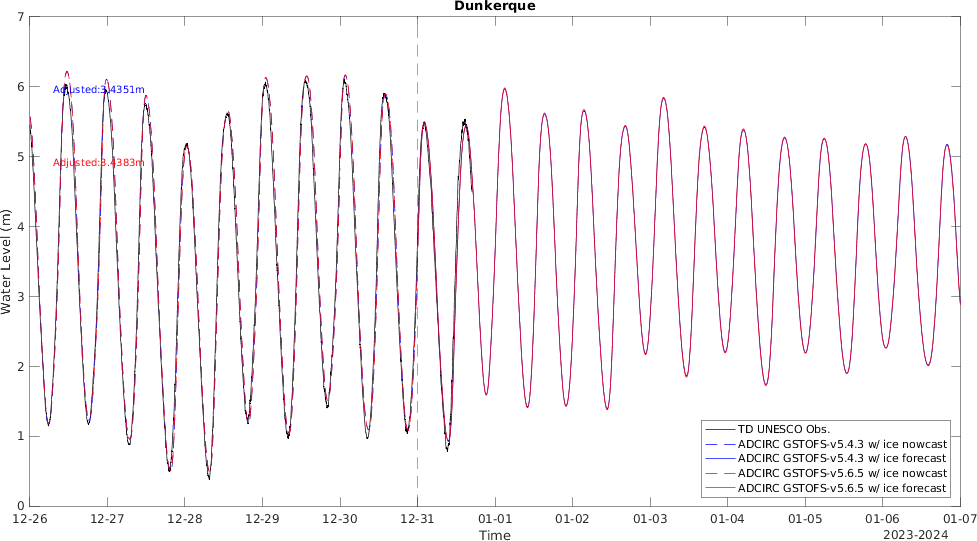 Dunkerque
7
6
5
4
3
2
1
0
Water Level (m)
Adjusted:3.4351m
Adjusted:3.4383m
TD UNESCO Obs.
ADCIRC GSTOFS-v5.4.3 w/ ice nowcast
ADCIRC GSTOFS-v5.4.3 w/ ice forecast
ADCIRC GSTOFS-v5.6.5 w/ ice nowcast
ADCIRC GSTOFS-v5.6.5 w/ ice forecast
12-26 12-27 12-28 12-29 12-30 12-31 01-01 01-02 01-03 01-04 01-05 01-06 01-07
Time
2023-2024